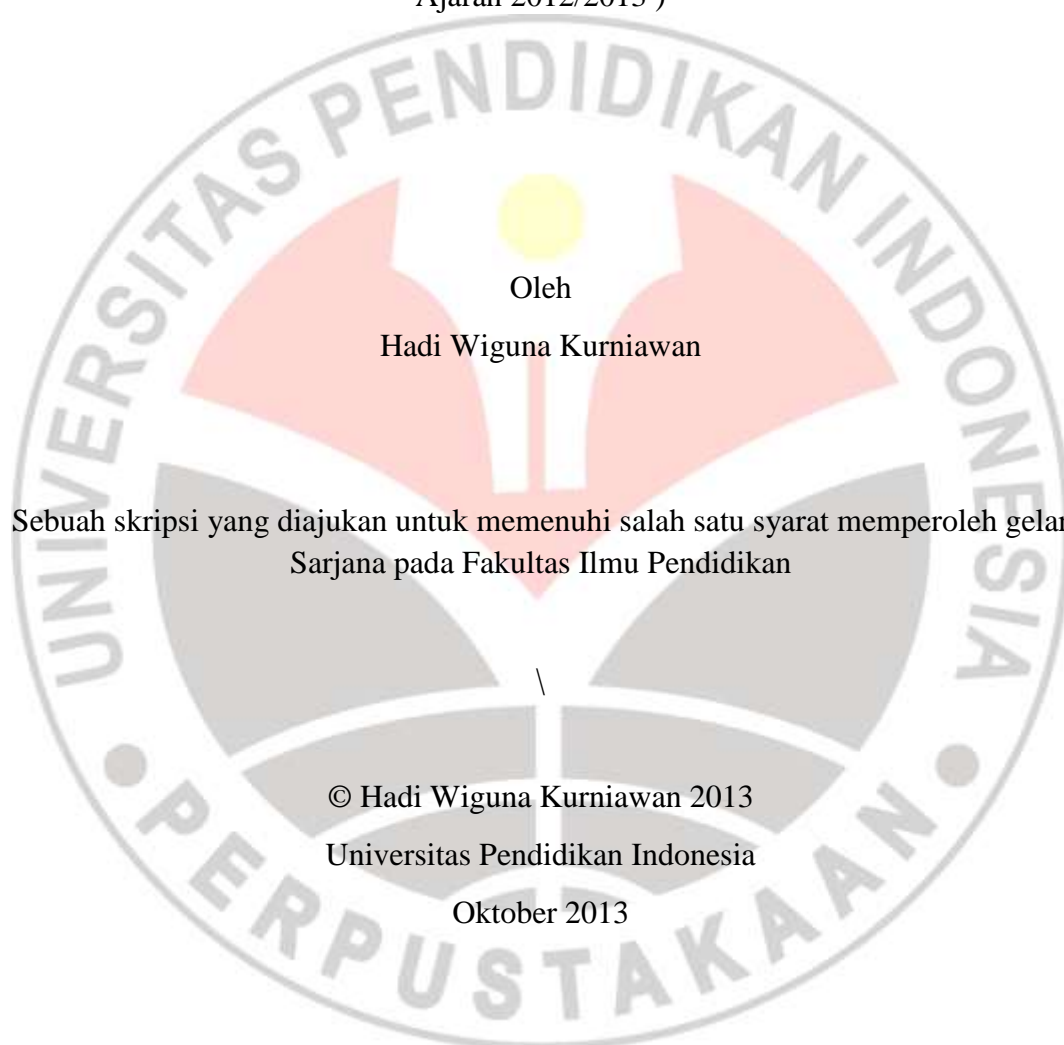 Ajaran 2012/2013 )
UNIVERSITAS PENDIDIKAN INDONESIA
Oleh
Hadi Wiguna Kurniawan
Sebuah skripsi yang diajukan untuk memenuhi salah satu syarat memperoleh gelar
Sarjana pada Fakultas Ilmu Pendidikan
\
© Hadi Wiguna Kurniawan 2013
Universitas Pendidikan Indonesia
Oktober 2013
PERPUSTAKAAN